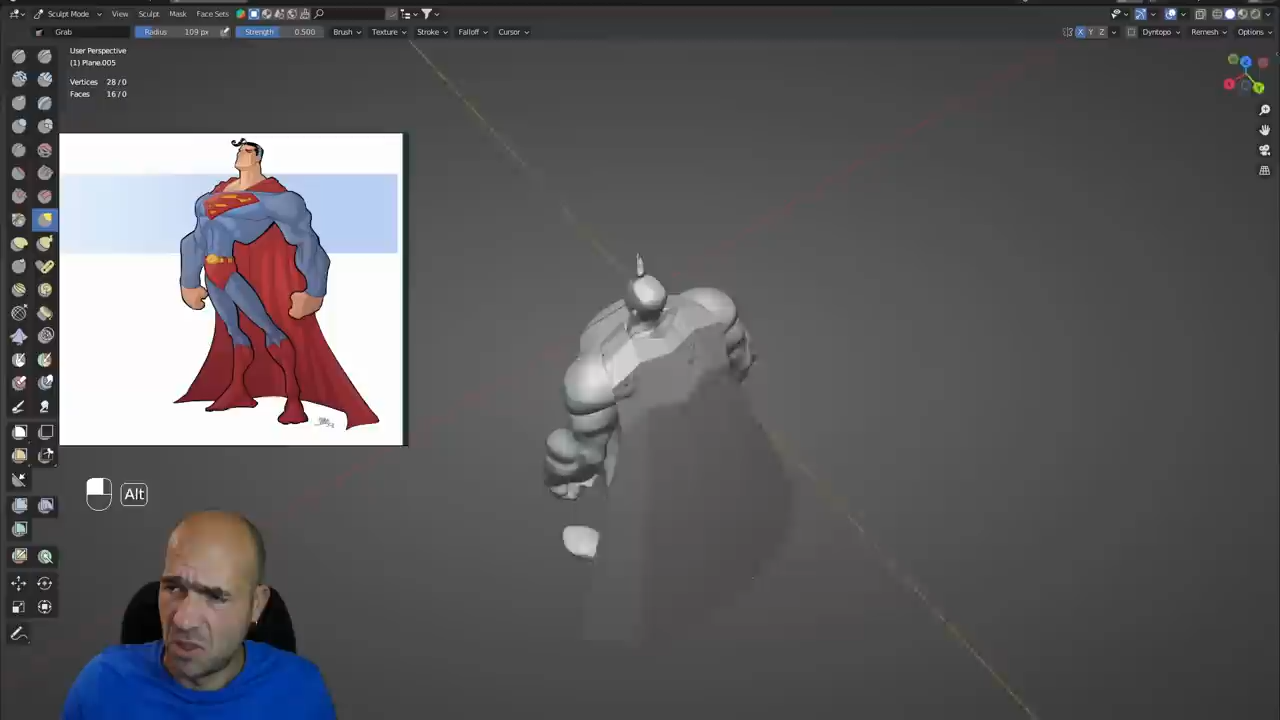 Sculpt Mode View Sculpt Mask Face Sets
Grab Radius 109 px Strength 0.500 Brush Texture Stroke Falloff Cursor X Y Z Dyntopo Remesh Options
User Perspective
(1) Plane.005
Vertices 28/0
Faces 16/0
Alt